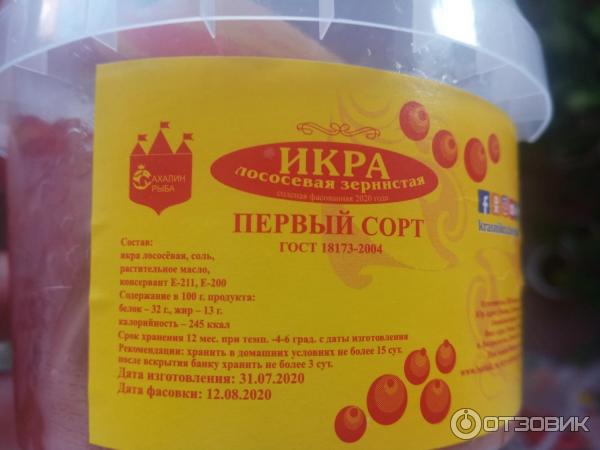 САХАЛИН
РЫБА
ИКРА
лососевая зернистая
соленая фасованная 2020 года
ПЕРВЫЙ СОРТ
ГОСТ 18173-2004
Состав:
икра лососёвая, соль,
растительное масло,
консервант Е-211, Е-200
Содержание в 100 г. продукта:
белок – 32 г., жир – 13 г.
калорийность – 245 ккал
Срок хранения 12 мес. при темп. -4-6 град. с даты изготовления
Рекомендации: хранить в домашних условиях не более 15 сут.
после вскрытия банку хранить не более 3 сут.
Дата изготовления: 31.07.2020
Дата фасовки: 12.08.2020
ОТЗОВИК